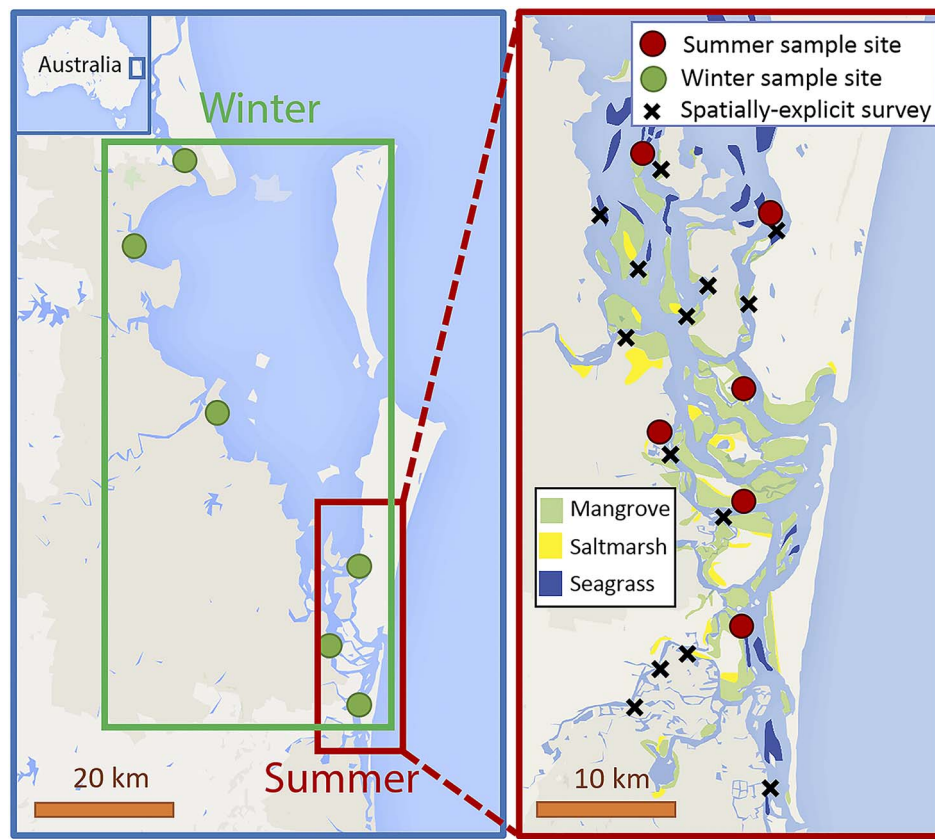 Australia
Winter
Summer
20 km
Summer sample site
Winter sample site
Spatially-explicit survey
Mangrove
Saltmarsh
Seagrass
10 km